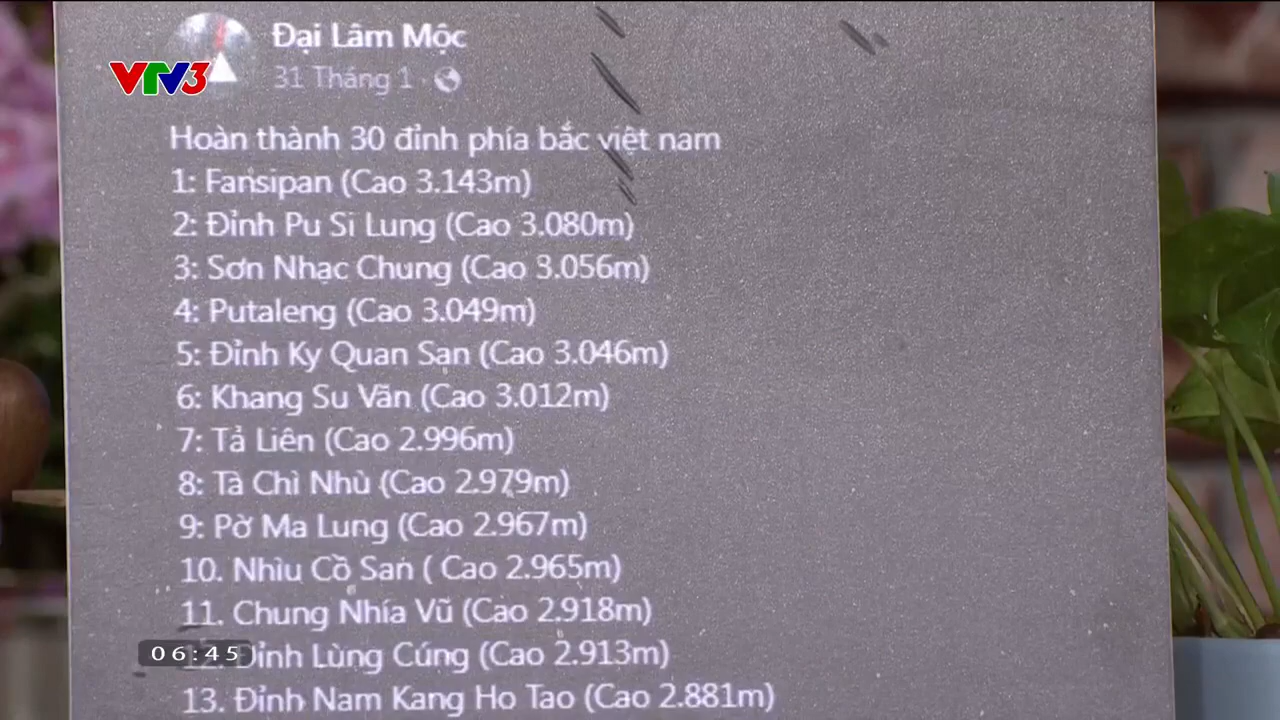 Đại Lâm Mộc
VTV3
31 Tháng 1 ·
Hoàn thành 30 đỉnh phía bắc việt nam
1: Fansipan (Cao 3.143m)
2: Đỉnh Pu Si Lung (Cao 3.080m)
3: Sơn Nhạc Chung (Cao 3.056m)
4: Putaleng (Cao 3.049m)
5: Đỉnh Ky Quan San (Cao 3.046m)
6: Khang Su Văn (Cao 3.012m)
7: Tả Liên (Cao 2.996m)
8: Tà Chì Nhù (Cao 2.979m)
9: Pờ Ma Lung (Cao 2.967m)
10. Nhìu Cồ San ( Cao 2.965m)
11. Chung Nhía Vũ (Cao 2.918m)
06:45
12. Đỉnh Lùng Cúng (Cao 2.913m)
13. Đỉnh Nam Kang Ho Tao (Cao 2.881m)